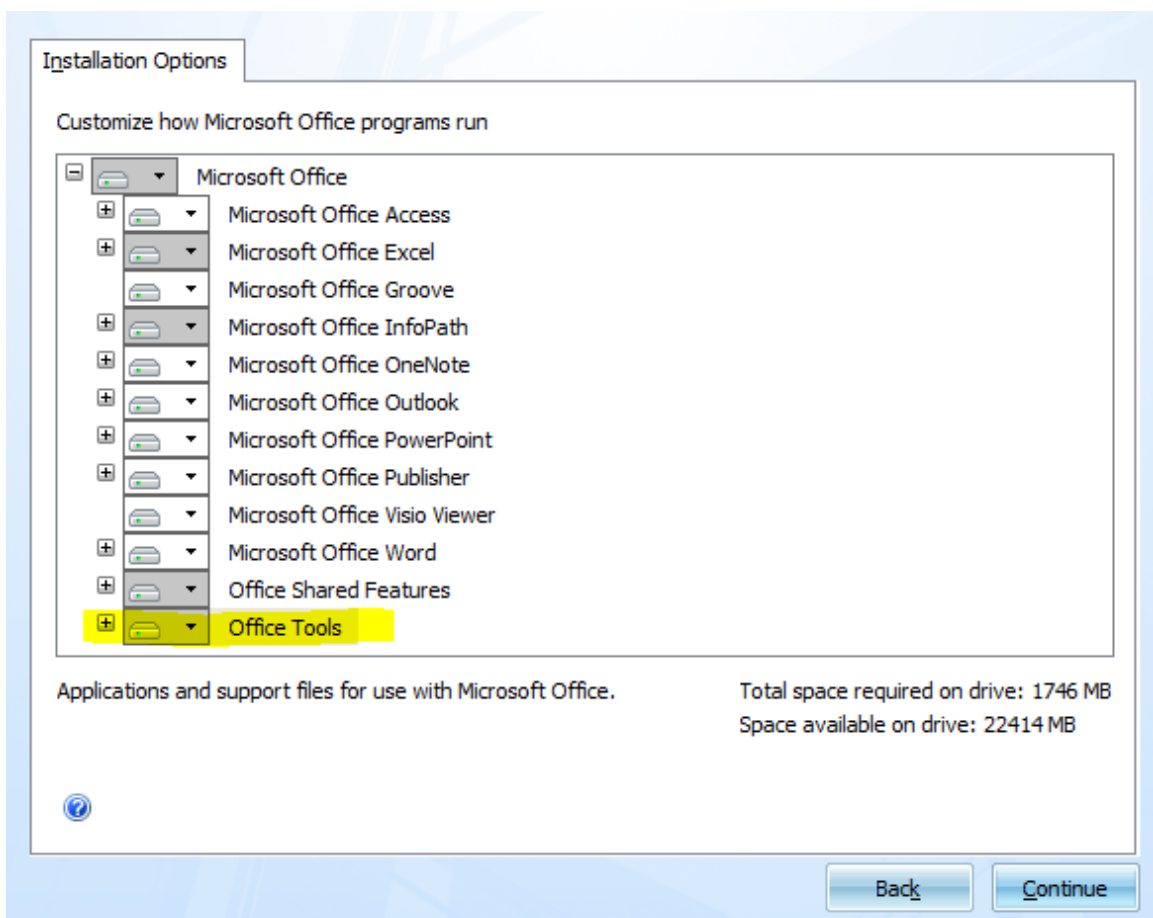 Installation Options
Customize how Microsoft Office programs run
Microsoft Office
Microsoft Office Access
Microsoft Office Excel
Microsoft Office Groove
Microsoft Office InfoPath
Microsoft Office OneNote
Microsoft Office Outlook
Microsoft Office PowerPoint
Microsoft Office Publisher
Microsoft Office Visio Viewer
Microsoft Office Word
Office Shared Features
Office Tools
Applications and support files for use with Microsoft Office.
Total space required on drive: 1746 MB
Space available on drive: 22414 MB
Back
Continue